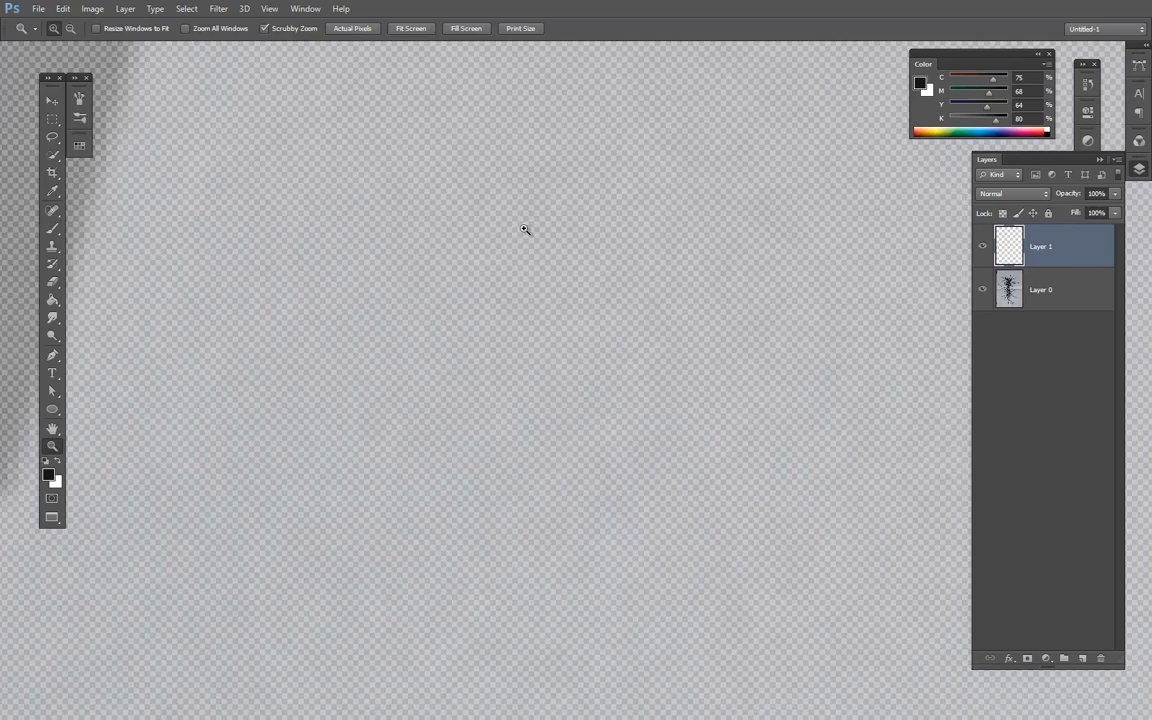 Ps File Edit Image Layer Type Select Filter 3D View Window Help
Resize Windows to Fit Zoom All Windows Scrubby Zoom Actual Pixels Fit Screen Fill Screen Print Size Untitled-1
Color
C 75 %
M 68 %
Y 64 %
K 80 %
Layers
Kind
Normal Opacity: 100%
Lock: Fill: 100%
Layer 1
Layer 0
fx